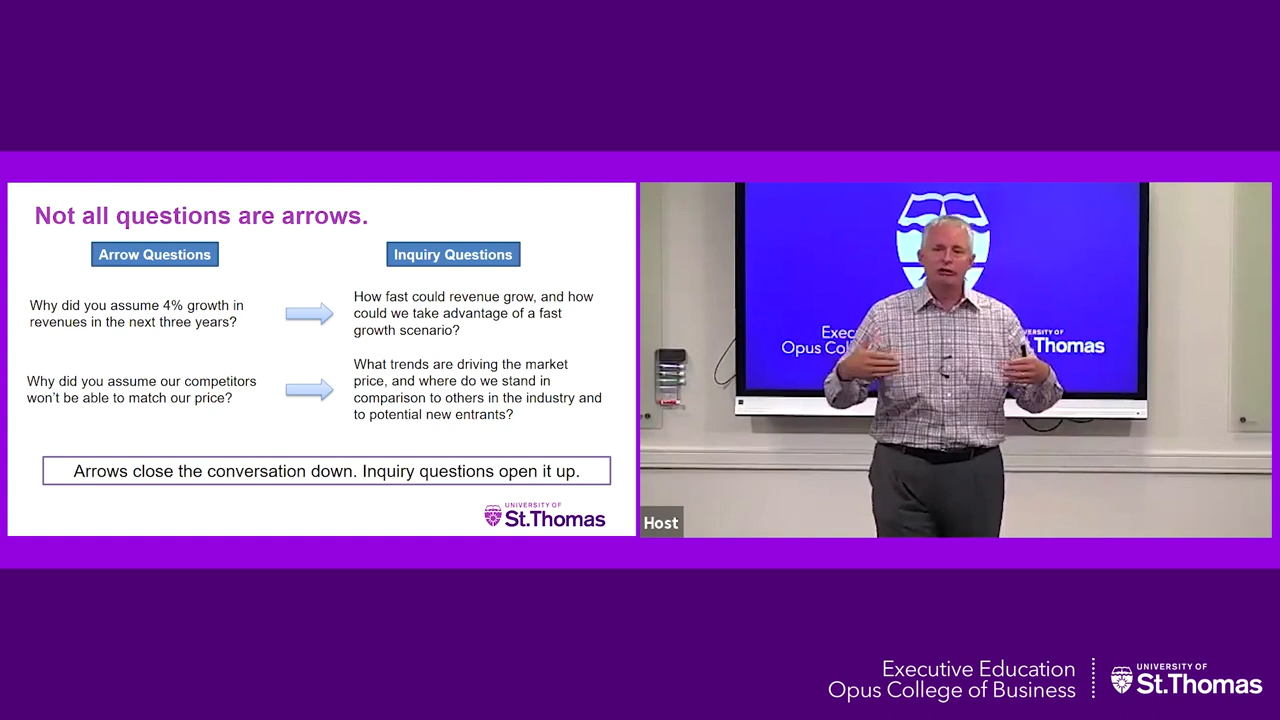 Not all questions are arrows.
Arrow Questions
Inquiry Questions
Why did you assume 4% growth in
revenues in the next three years?
How fast could revenue grow, and how
could we take advantage of a fast
growth scenario?
Why did you assume our competitors
won't be able to match our price?
What trends are driving the market
price, and where do we stand in
comparison to others in the industry and
to potential new entrants?
Arrows close the conversation down. Inquiry questions open it up.
UNIVERSITY OF
St.Thomas
Opus
UNIVERSITY OF
Thomas
Host
Executive Education
Opus College of Business
UNIVERSITY OF
St.Thomas